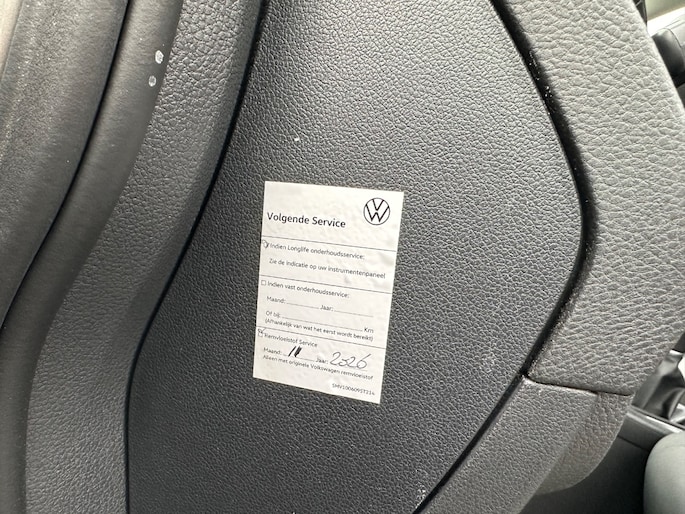 Volgende Service
Indien Longlife onderhoudsservice:
Zie de indicatie op uw instrumentenpaneel
Indien vast onderhoudsservice:
Maand: Jaar:
Of bij Km
(Afhankelijk van wat het eerst wordt bereikt)
Remvloeistof Service
Maand: 11 Jaar: 2026
Alleen met originele Volkswagen remvloeistof